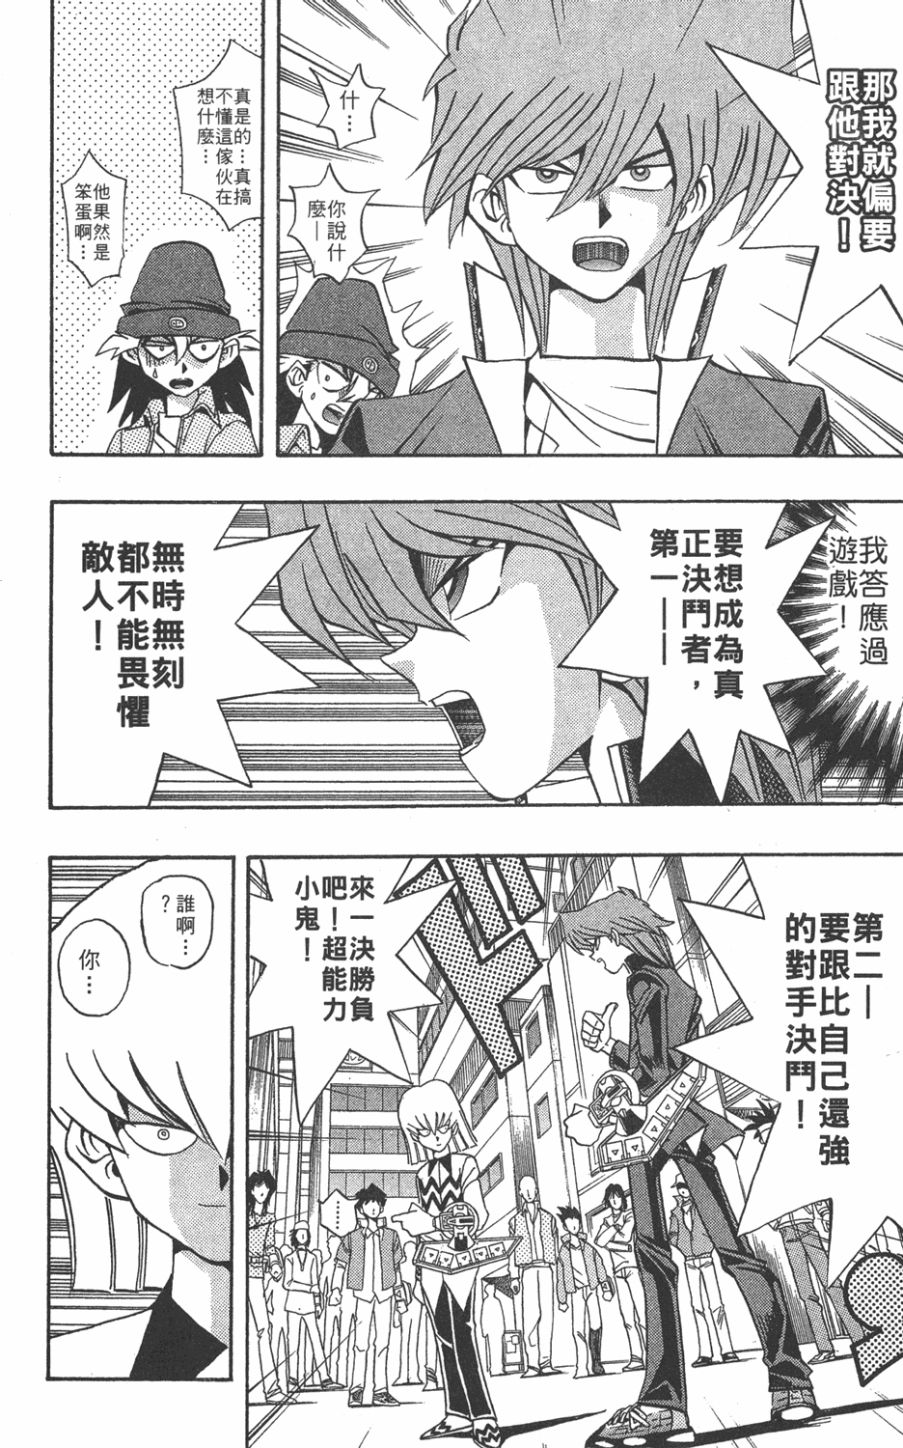 那我就偏要
跟他對決！
什…
你說什
麼—
真是的…真搞
不懂這傢伙在
想什麼…
他果然是
笨蛋啊…
我答應過
遊戲！
要想成為真
正決鬥者，
第一——
無時無刻
都不能畏懼
敵人！
第二—
要跟比自己還強
的對手決鬥！
來一決勝負
吧！超能力
小鬼！
……
誰啊…
？
你…